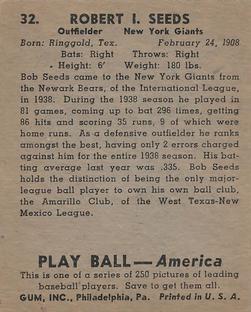 32. ROBERT I. SEEDS
Outfielder New York Giants
Born: Ringgold, Tex. February 24, 1908
Bats: Right Throws: Right
Height: 6' Weight: 180 lbs.
Bob Seeds came to the New York Giants from
the Newark Bears, of the International League,
in 1938. During the 1938 season he played in
81 games, coming up to bat 296 times, getting
86 hits and scoring 35 runs, 9 of which were
home runs. As a defensive outfielder he ranks
amongst the best, having only 2 errors charged
against him for the entire 1938 season. His bat-
ting average last year was .335. Bob Seeds
holds the distinction of being the only major-
league ball player to own his own ball club,
the Amarillo Club, of the West Texas-New
Mexico League.
PLAY BALL—America
This is one of a series of 250 pictures of leading
baseball players. Save to get them all.
GUM, INC., Philadelphia, Pa. Printed in U. S. A.